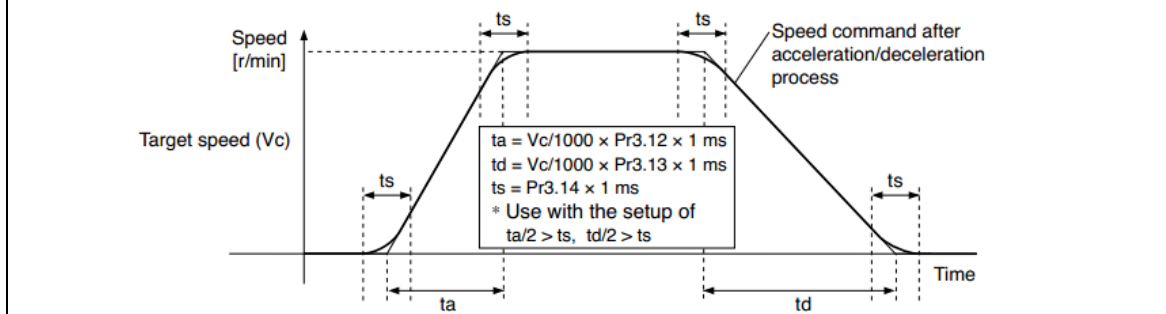 ts
ts
Speed
[r/min]
Speed command after
acceleration/deceleration
process
Target speed (Vc)
ta = Vc/1000 × Pr3.12 × 1 ms
td = Vc/1000 × Pr3.13 × 1 ms
ts = Pr3.14 × 1 ms
* Use with the setup of
ta/2 > ts, td/2 > ts
ts
ts
Time
ta
td